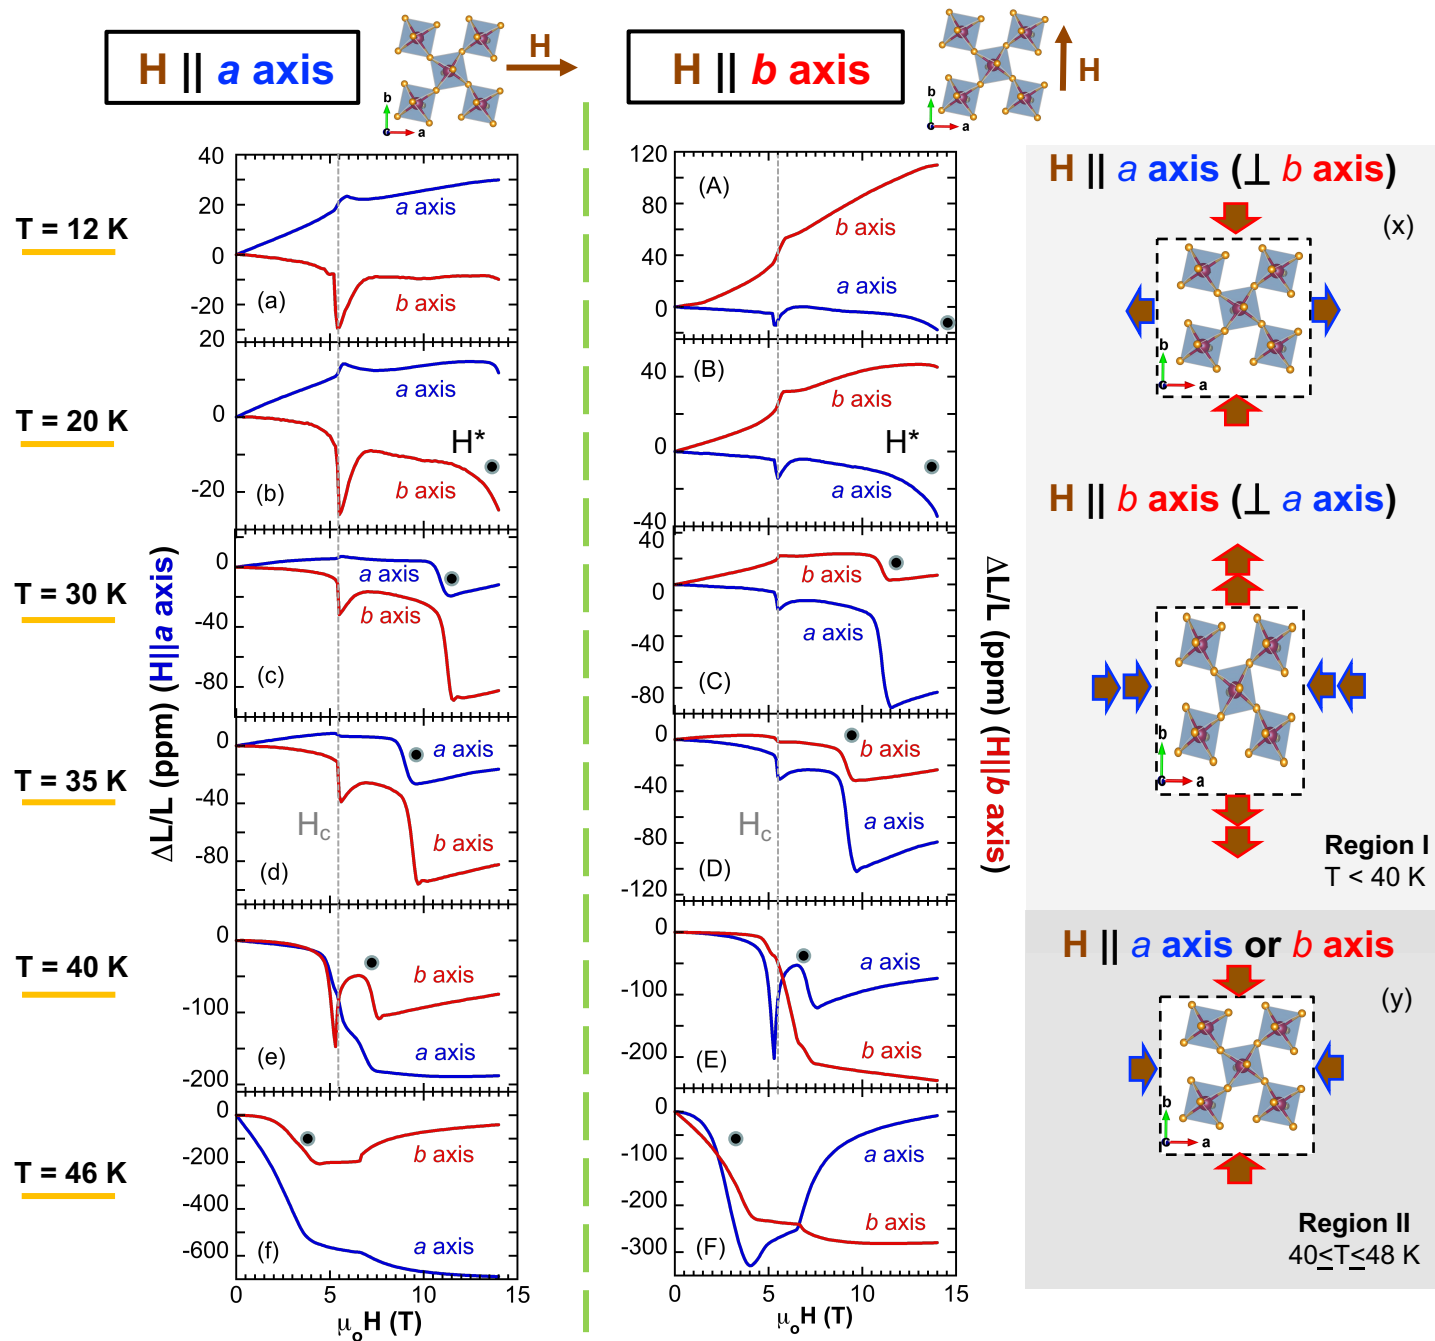 H || a axis
H
b
a
H || b axis
H
b
a
T = 12 K
T = 20 K
T = 30 K
T = 35 K
T = 40 K
T = 46 K
ΔL/L (ppm) (H||a axis)
40
20
0
-20
a axis
b axis
(a)
20
0
-20
a axis
H*
b axis
(b)
0
-40
-80
a axis
b axis
(c)
0
-40
-80
a axis
Hc
b axis
(d)
0
-100
-200
b axis
a axis
(e)
0
-200
-400
-600
b axis
a axis
(f)
0 5 10 15
μoH (T)
120
80
40
0
(A)
b axis
a axis
40
0
-40
(B)
b axis
H*
a axis
40
0
-40
-80
b axis
a axis
(C)
0
-40
-80
-120
b axis
Hc
a axis
(D)
0
-100
-200
a axis
b axis
(E)
0
-100
-200
-300
a axis
b axis
(F)
0 5 10 15
μoH (T)
ΔL/L (ppm) (H||b axis)
H || a axis (⊥ b axis)
(x)
b
a
H || b axis (⊥ a axis)
b
a
Region I
T < 40 K
H || a axis or b axis
(y)
b
a
Region II
40≤T≤48 K